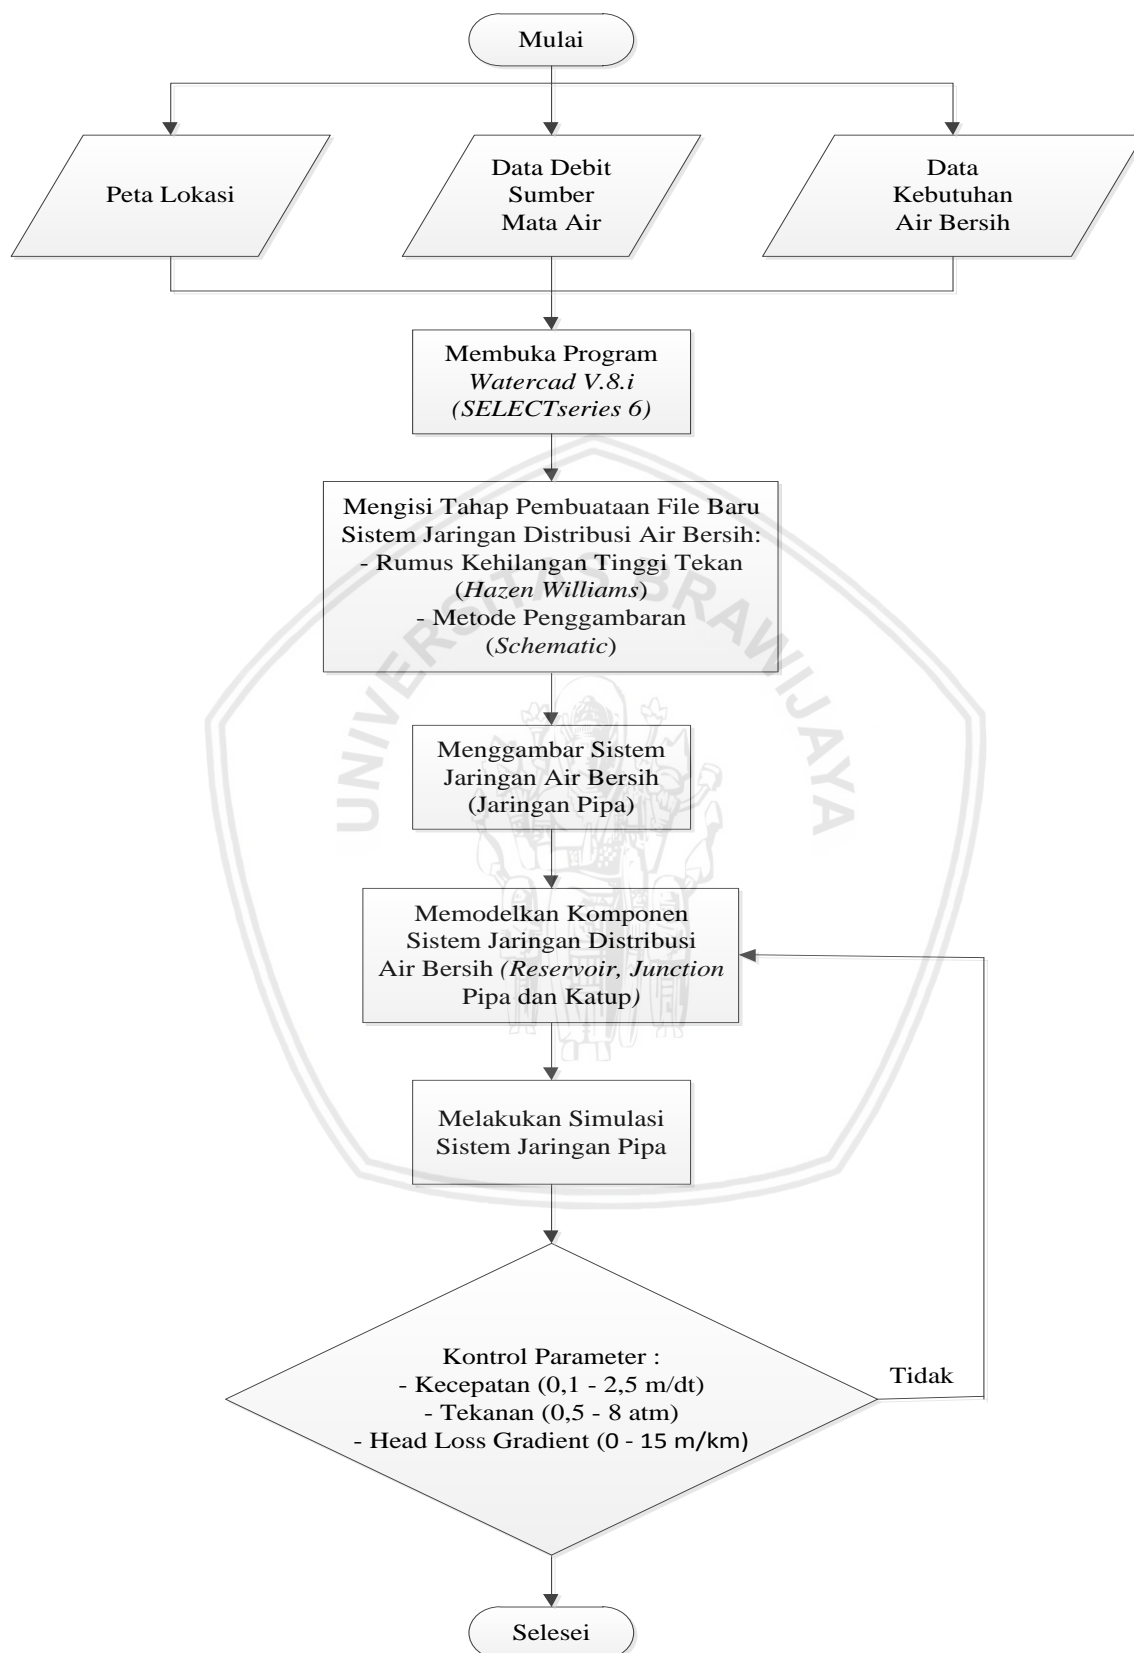 Mulai
Peta Lokasi
Data Debit
Sumber
Mata Air
Data
Kebutuhan
Air Bersih
Membuka Program
Watercad V.8.i
(SELECTseries 6)
Mengisi Tahap Pembuataan File Baru
Sistem Jaringan Distribusi Air Bersih:
- Rumus Kehilangan Tinggi Tekan
(Hazen Williams)
- Metode Penggambaran
(Schematic)
UNIVERSITAS BRAWIJAYA
Menggambar Sistem
Jaringan Air Bersih
(Jaringan Pipa)
Memodelkan Komponen
Sistem Jaringan Distribusi
Air Bersih (Reservoir, Junction
Pipa dan Katup)
Melakukan Simulasi
Sistem Jaringan Pipa
Kontrol Parameter :
- Kecepatan (0,1 - 2,5 m/dt)
- Tekanan (0,5 - 8 atm)
- Head Loss Gradient (0 - 15 m/km)
Tidak
Selesei